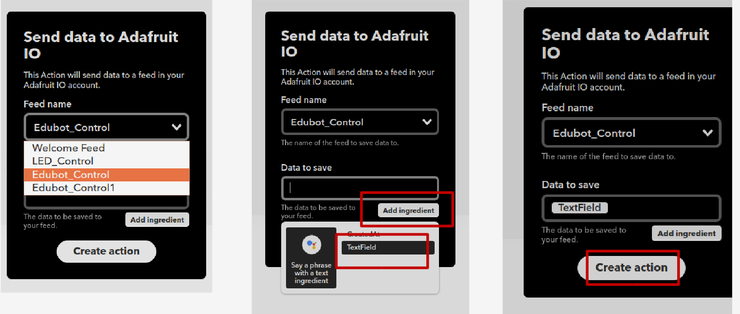 Send data to Adafruit
IO
This Action will send data to a feed in your
Adafruit IO account.
Feed name
Edubot_Control
Welcome Feed
LED_Control
Edubot_Control
Edubot_Control1
The data to be saved to
your feed.
Add ingredient
Create action
Send data to Adafruit
IO
This Action will send data to a feed in your
Adafruit IO account.
Feed name
Edubot_Control
The name of the feed to save data to.
Data to save
The data to be saved to
your feed.
Add ingredient
CreatedAt
TextField
Say a phrase
with a text
ingredient
Send data to Adafruit
IO
This Action will send data to a feed in your
Adafruit IO account.
Feed name
Edubot_Control
The name of the feed to save data to.
Data to save
TextField
The data to be saved to
your feed.
Add ingredient
Create action